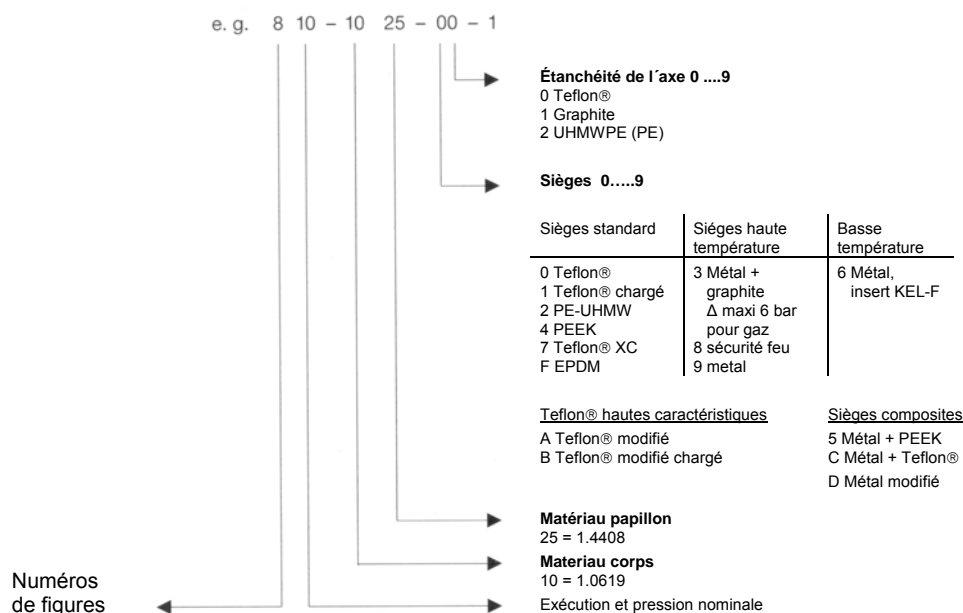 e. g. 8 10 – 10 25 – 00 – 1
Étanchéité de l´axe 0 ....9
0 Teflon®
1 Graphite
2 UHMWPE (PE)
Sièges 0…..9
Sièges standard
0 Teflon®
1 Teflon® chargé
2 PE-UHMW
4 PEEK
7 Teflon® XC
F EPDM
Siéges haute
température
3 Métal +
graphite
Δ maxi 6 bar
pour gaz
8 sécurité feu
9 metal
Basse
température
6 Métal,
insert KEL-F
Teflon® hautes caractéristiques
A Teflon® modifié
B Teflon® modifié chargé
Sièges composites
5 Métal + PEEK
C Métal + Teflon®
D Métal modifié
Matériau papillon
25 = 1.4408
Materiau corps
10 = 1.0619
Numéros
de figures
Exécution et pression nominale